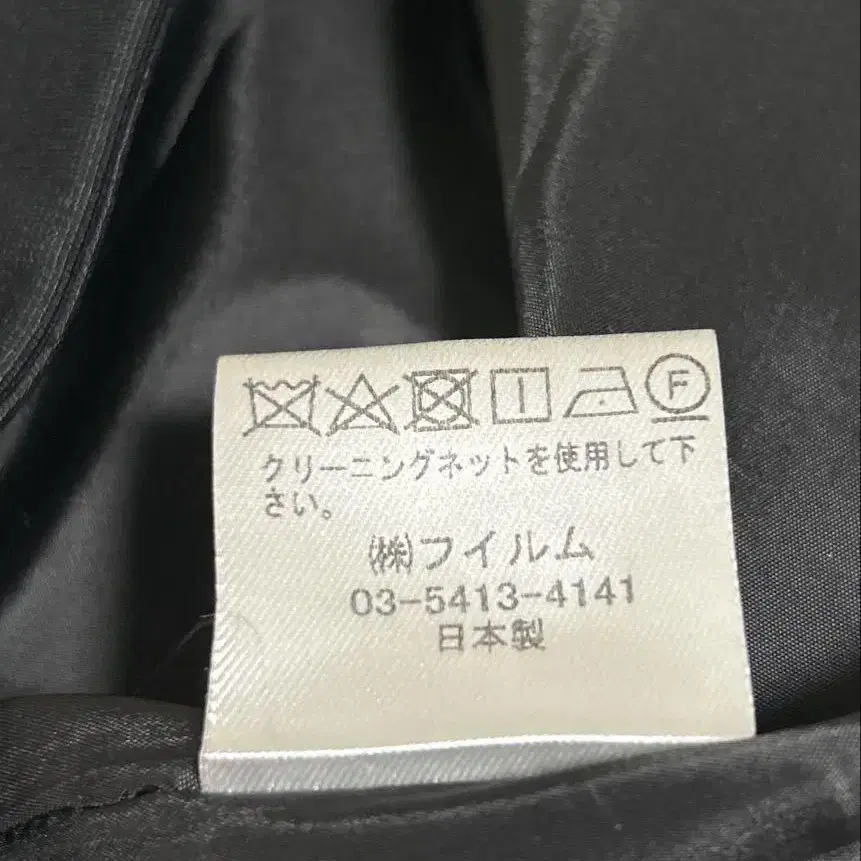 F
クリーニングネットを使用して下
さい。
㈱フイルム
03-5413-4141
日本製